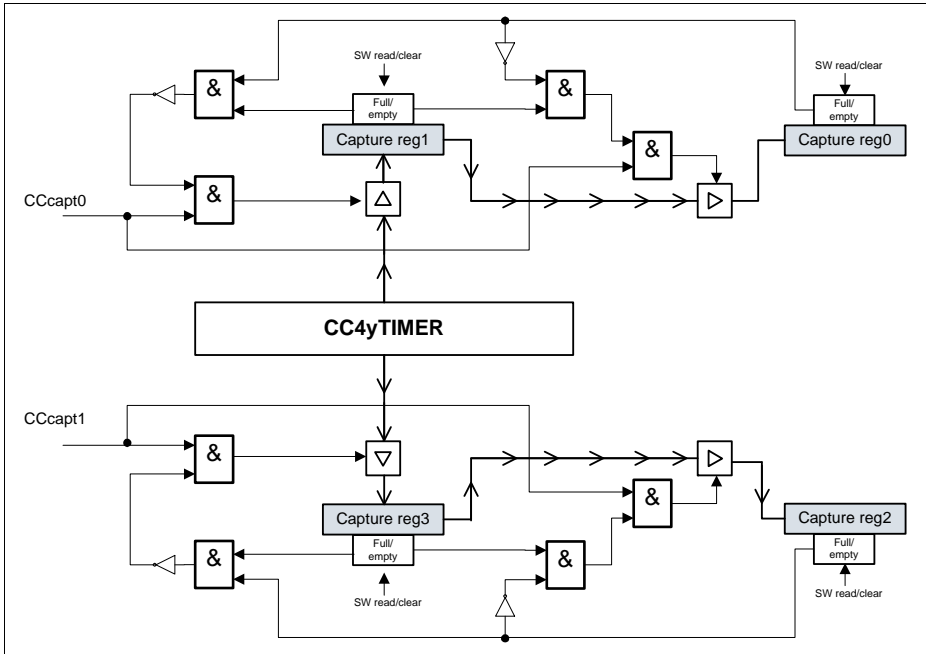 SW read/clear
SW read/clear
&
&
Full/
empty
Full/
empty
Capture reg1
Capture reg0
&
&
CCcapt0
CC4yTIMER
CCcapt1
&
&
Capture reg3
Capture reg2
&
Full/
empty
&
Full/
empty
SW read/clear
SW read/clear